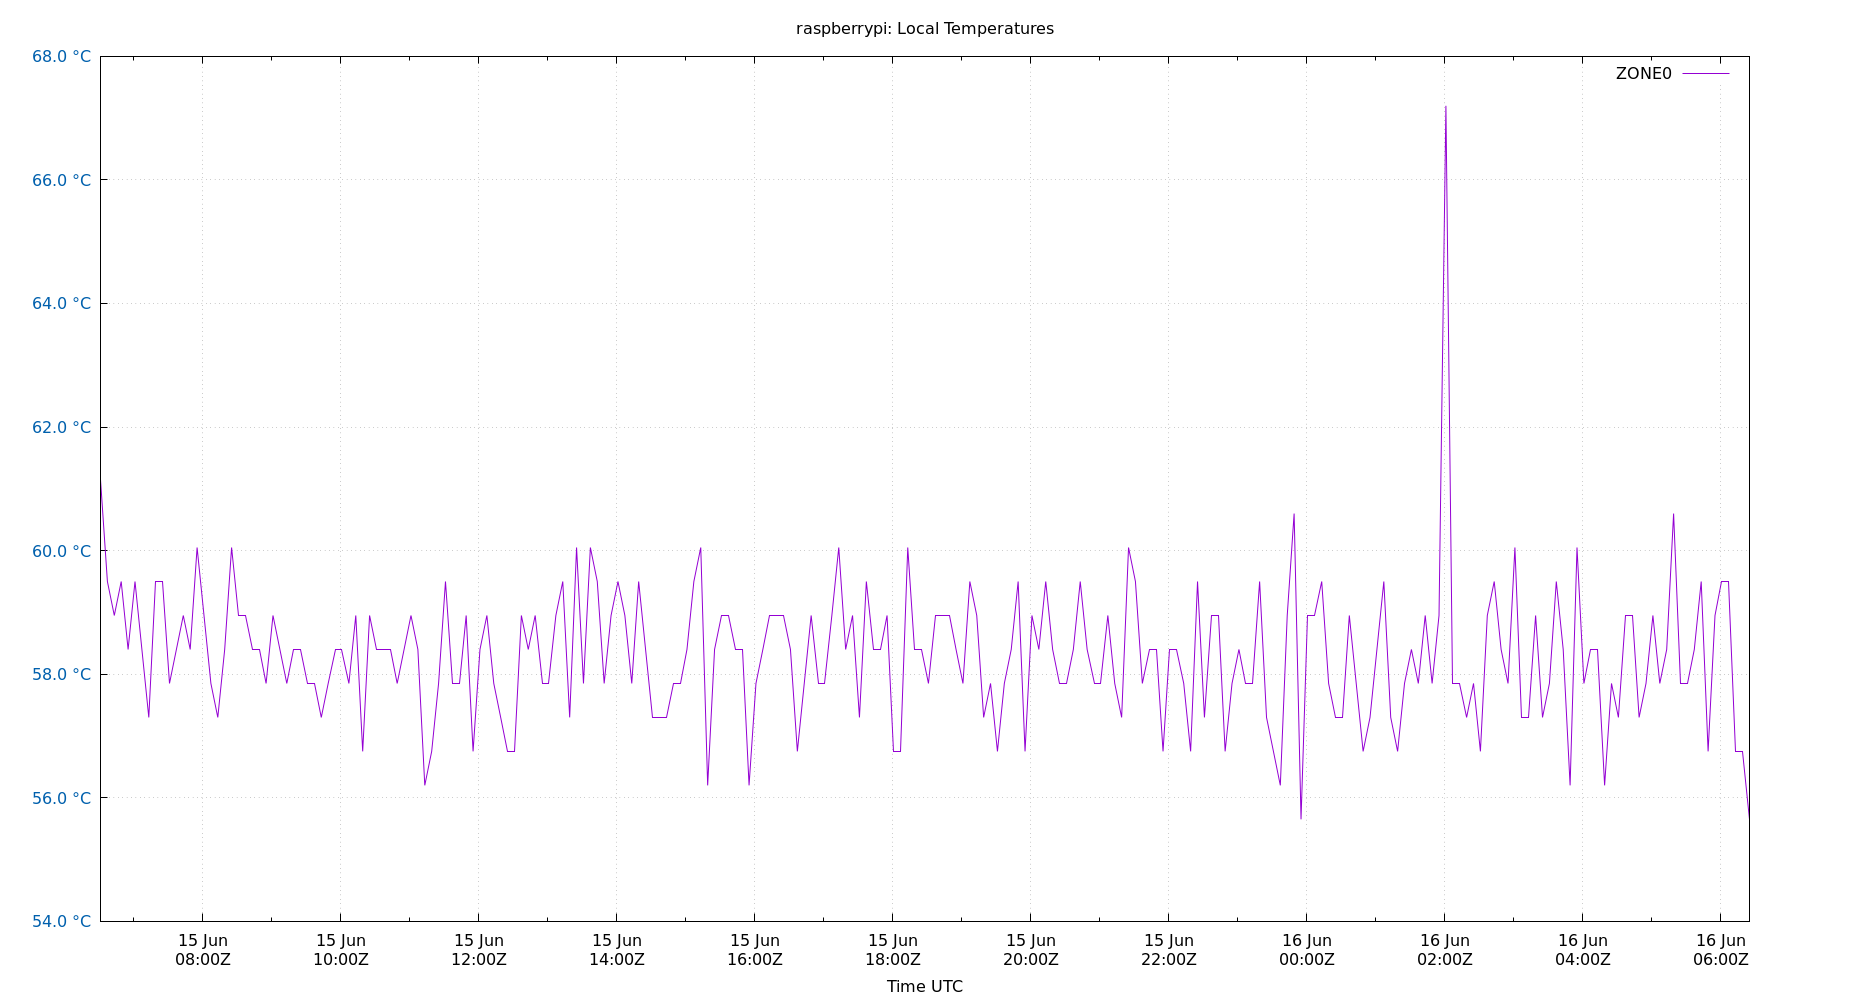 raspberrypi: Local Temperatures
68.0 °C
ZONE0
66.0 °C
64.0 °C
62.0 °C
60.0 °C
58.0 °C
56.0 °C
54.0 °C
15 Jun 15 Jun 15 Jun 15 Jun 15 Jun 15 Jun 15 Jun 15 Jun 16 Jun 16 Jun 16 Jun 16 Jun
08:00Z 10:00Z 12:00Z 14:00Z 16:00Z 18:00Z 20:00Z 22:00Z 00:00Z 02:00Z 04:00Z 06:00Z
Time UTC